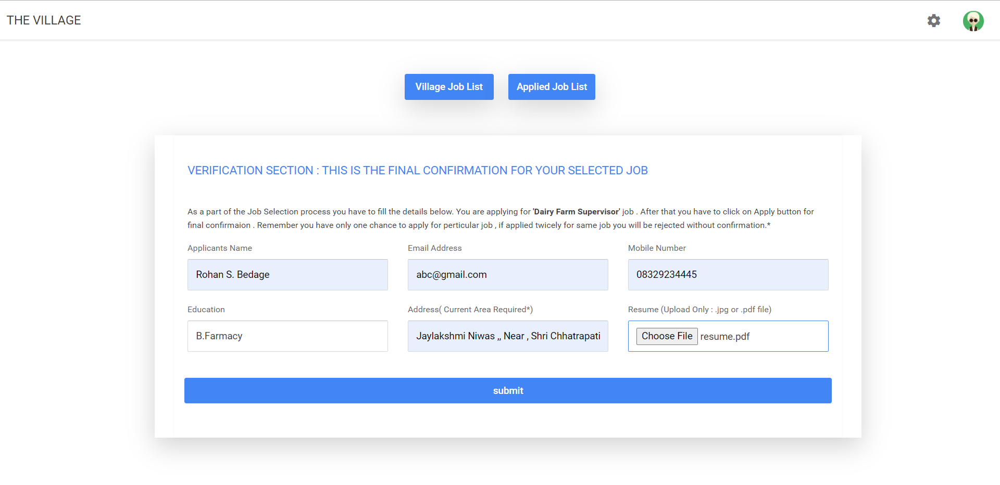 THE VILLAGE
Village Job List
Applied Job List
VERIFICATION SECTION : THIS IS THE FINAL CONFIRMATION FOR YOUR SELECTED JOB
As a part of the Job Selection process you have to fill the details below. You are applying for 'Dairy Farm Supervisor' job . After that you have to click on Apply button for
final confirmaion . Remember you have only one chance to apply for perticular job , if applied twicely for same job you will be rejected without confirmation.*
Applicants Name
Email Address
Mobile Number
Rohan S. Bedage
abc@gmail.com
08329234445
Education
Address( Current Area Required*)
Resume (Upload Only : .jpg or .pdf file)
B.Farmacy
Jaylakshmi Niwas ,, Near , Shri Chhatrapati
Choose File resume.pdf
submit